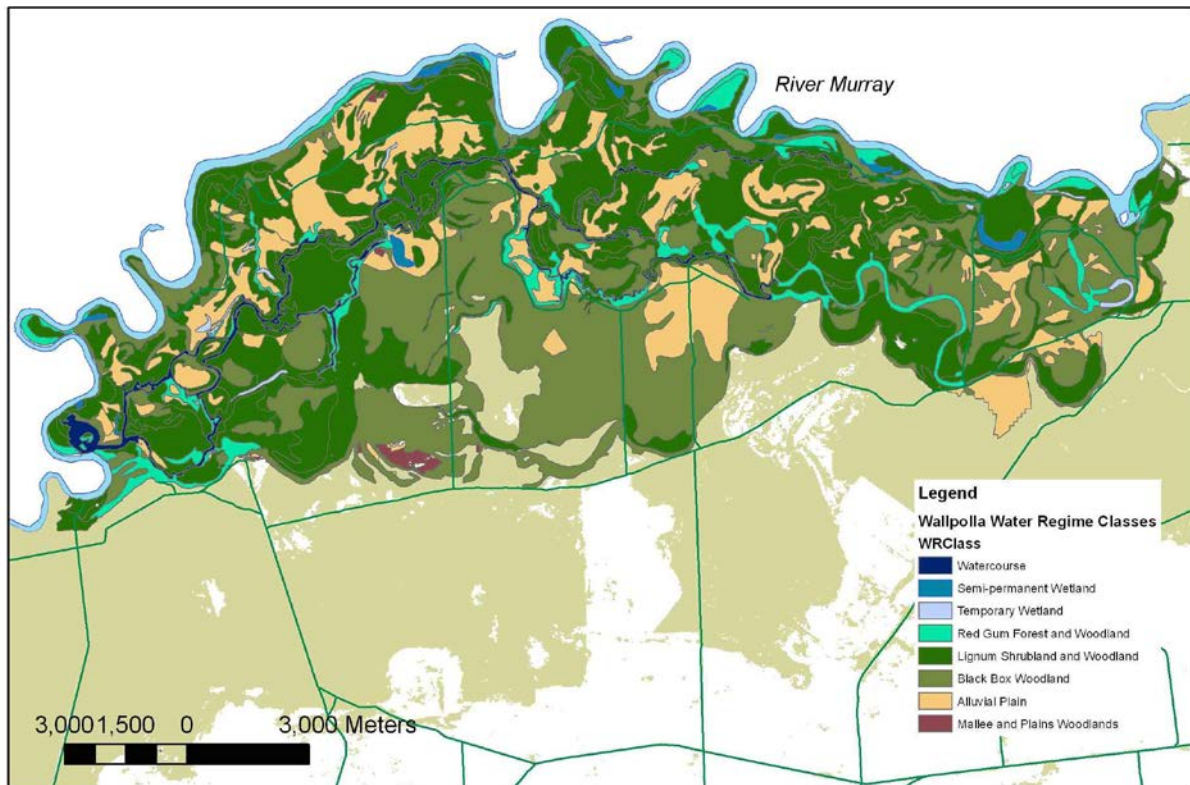 River Murray
Legend
Wallpolla Water Regime Classes
WRClass
Watercourse
Semi-permanent Wetland
Temporary Wetland
Red Gum Forest and Woodland
Lignum Shrubland and Woodland
Black Box Woodland
Alluvial Plain
Mallee and Plains Woodlands
3,000 1,500 0 3,000 Meters